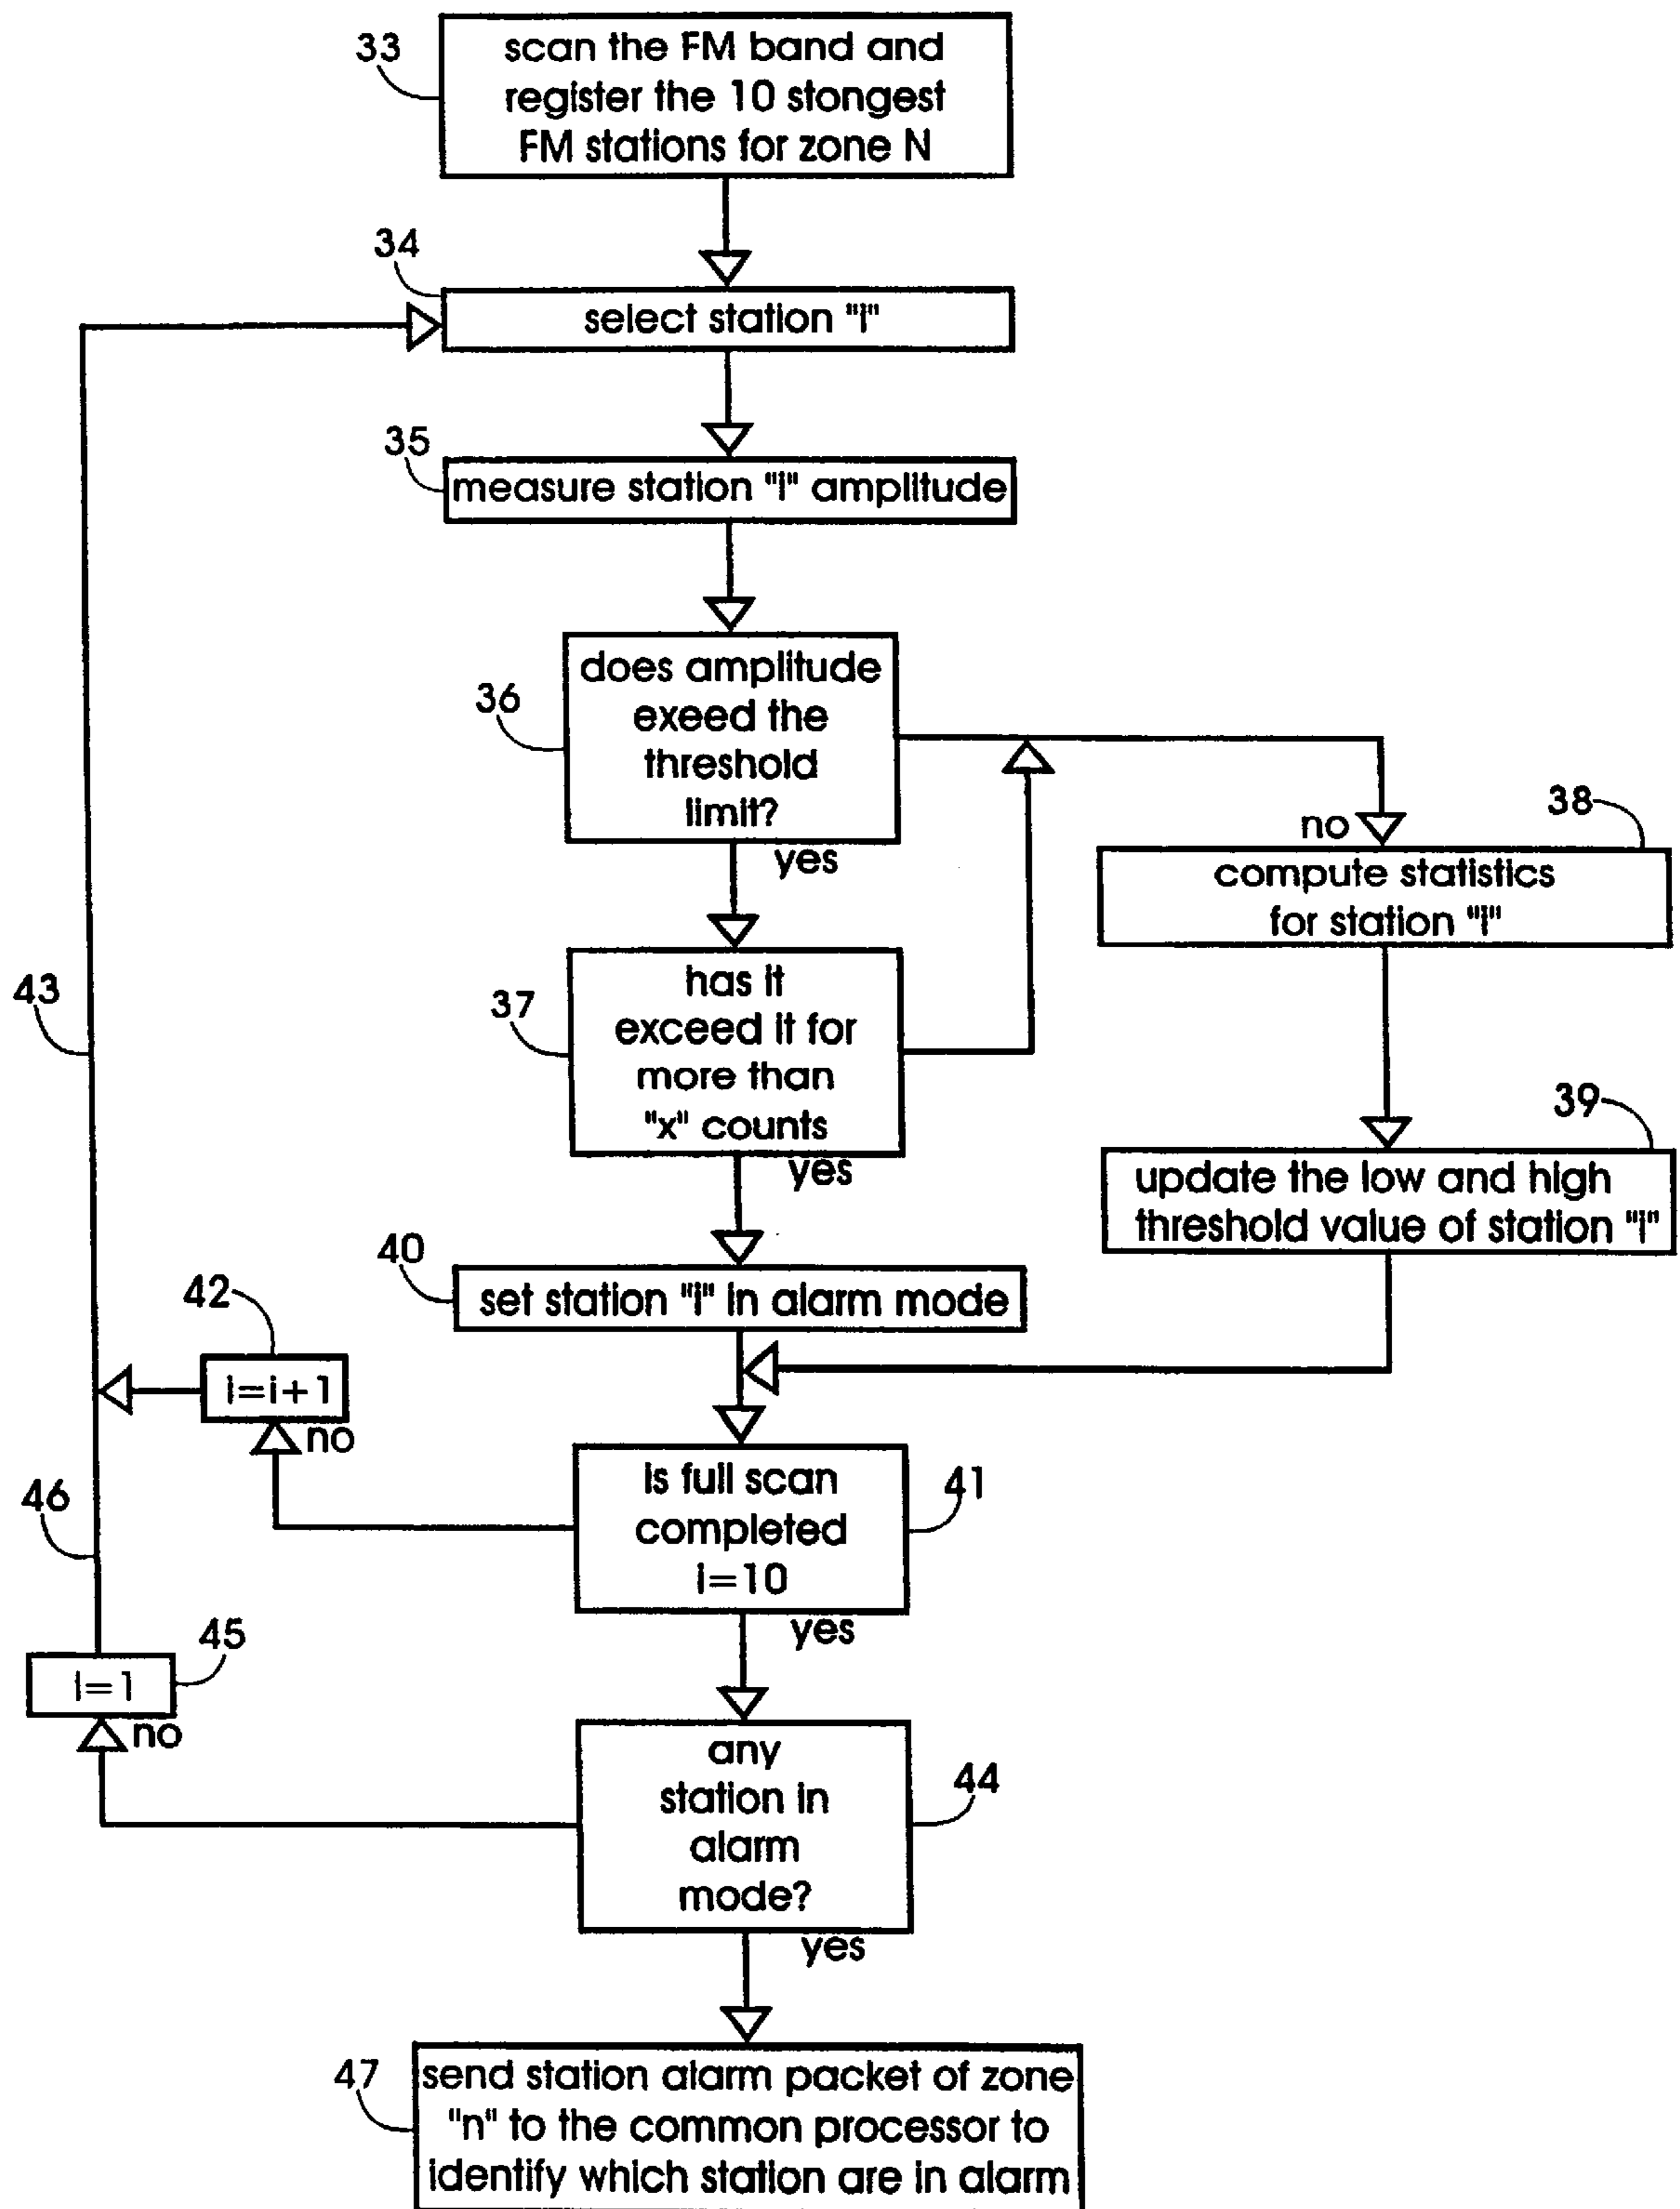 33
scan the FM band and
register the 10 stongest
FM stations for zone N
34
select station "i"
35
measure station "i" amplitude
36
does amplitude
exeed the
threshold
limit?
yes
no
38
compute statistics
for station "i"
37
has it
exceed it for
more than
"x" counts
yes
39
update the low and high
threshold value of station "i"
43
40
set station "i" in alarm mode
42
i=i+1
no
41
is full scan
completed
i=10
yes
46
45
i=1
no
44
any
station in
alarm
mode?
yes
47
send station alarm packet of zone
"n" to the common processor to
identify which station are in alarm